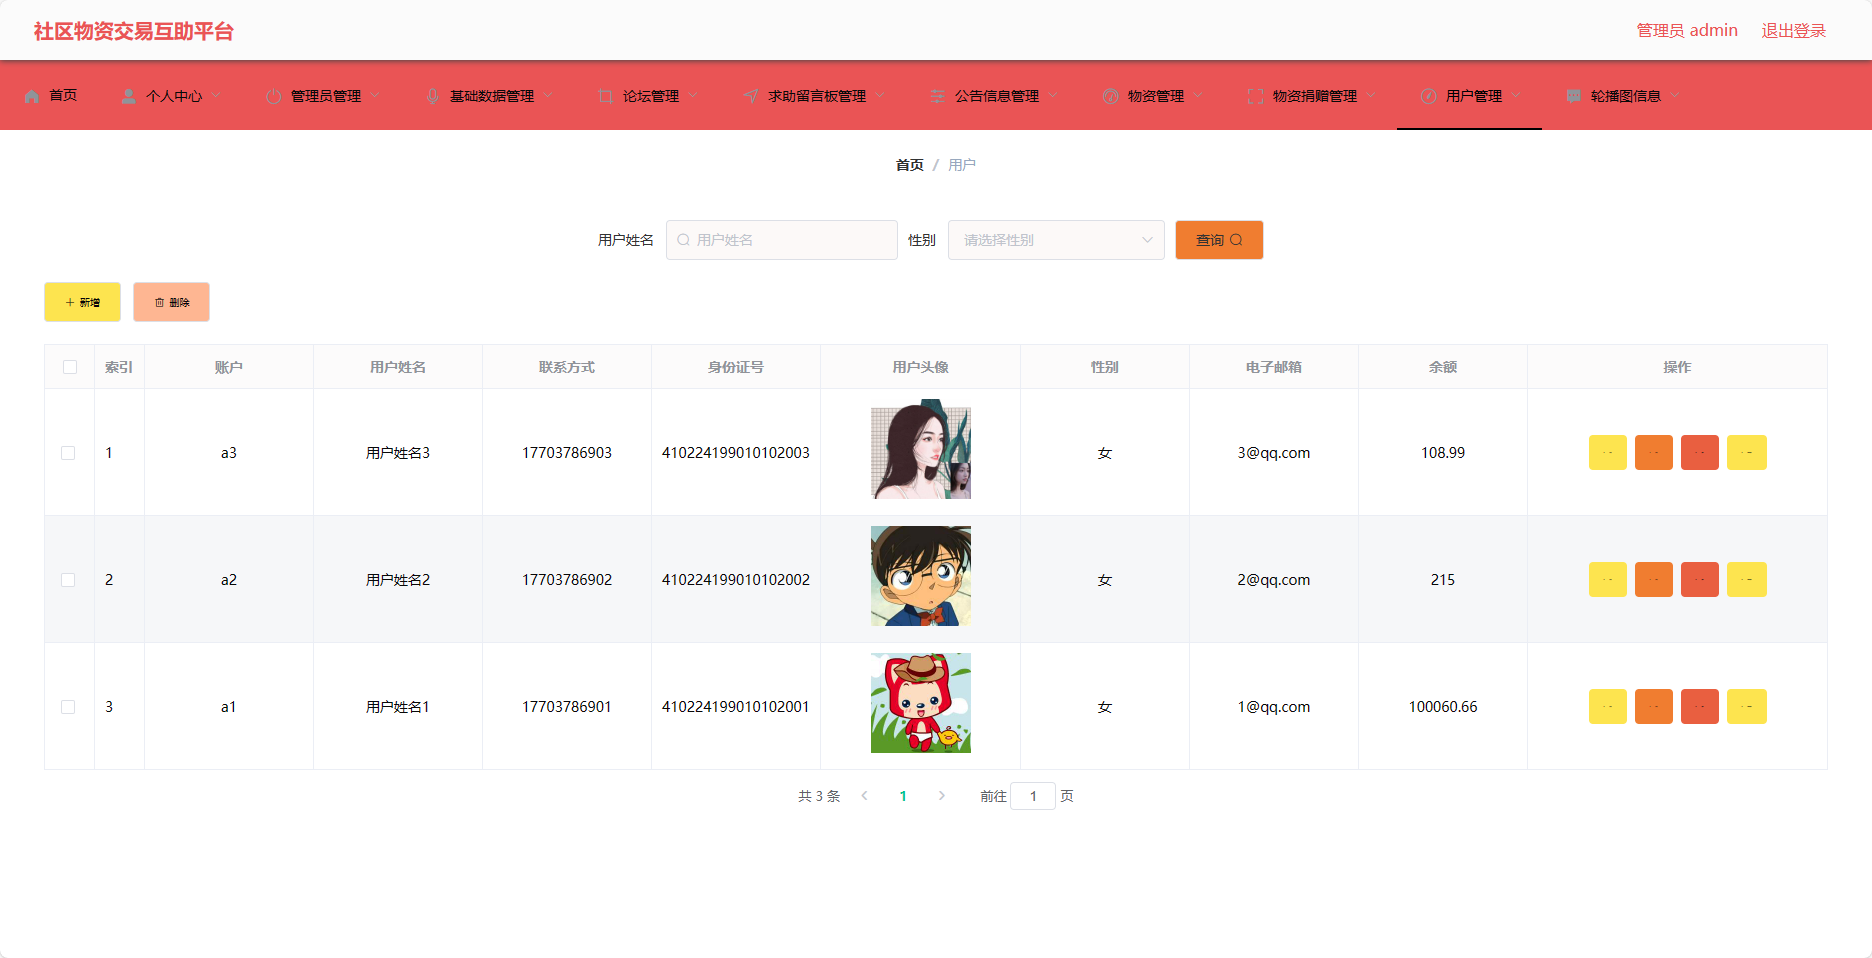 社区物资交易互助平台
管理员 admin 退出登录
首页 个人中心 管理员管理 基础数据管理 论坛管理 求助留言板管理 公告信息管理 物资管理 物资捐赠管理 用户管理 轮播图信息
首页 / 用户
用户姓名 用户姓名 性别 请选择性别 查询
新增 删除
索引 账户 用户姓名 联系方式 身份证号 用户头像 性别 电子邮箱 余额 操作
1 a3 用户姓名3 17703786903 410224199010102003 女 3@qq.com 108.99
2 a2 用户姓名2 17703786902 410224199010102002 女 2@qq.com 215
3 a1 用户姓名1 17703786901 410224199010102001 女 1@qq.com 100060.66
共 3 条 1 前往 1 页